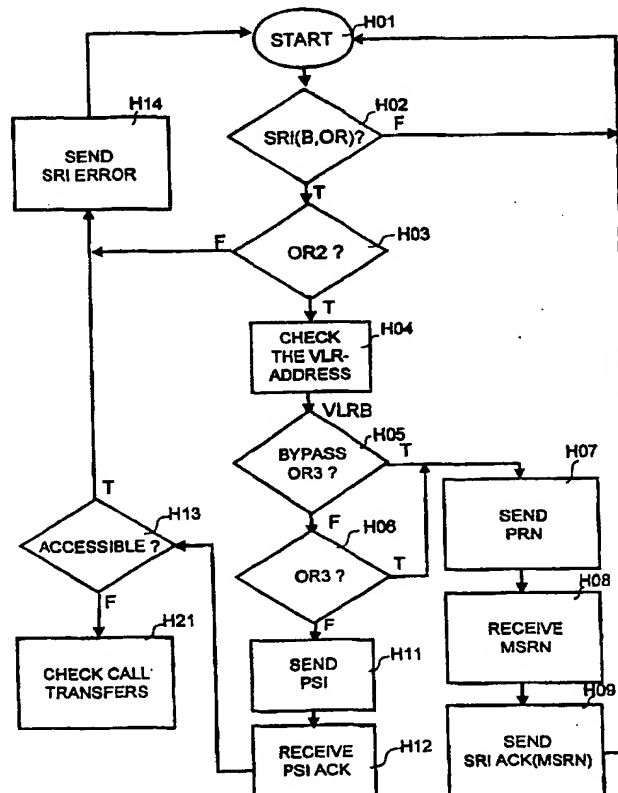 H01
START
H14
SEND
SRI ERROR
H02
SRI(B,OR)?
F
T
H03
OR2 ?
F
T
H04
CHECK
THE VLR-
ADDRESS
VLRB
H05
BYPASS
OR3 ?
T
F
H06
OR3 ?
T
F
H07
SEND
PRN
H08
RECEIVE
MSRN
H09
SEND
SRI ACK(MSRN)
H11
SEND
PSI
H12
RECEIVE
PSI ACK
T
H13
ACCESSIBLE ?
F
H21
CHECK CALL
TRANSFERS